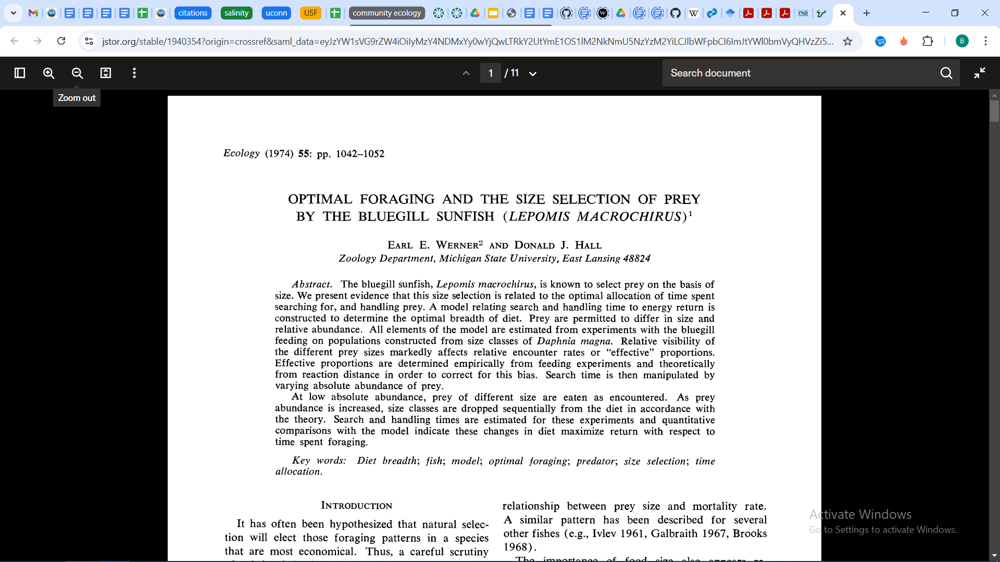 citations
salinity
uconn
USF
community ecology
W
W
esa
jstor.org/stable/1940354?origin=crossref&saml_data=eyJzYW1sVG9rZW4iOiIyMzY4NDMxYy0wYjQwLTRkY2UtYmE1OS1lM2NkNmU5NzYzM2YiLCJlbWFpbCI6ImJtYWl0bmVyQHVzZi5...
B
1 / 11
Search document
Zoom out
Ecology (1974) 55: pp. 1042–1052
OPTIMAL FORAGING AND THE SIZE SELECTION OF PREY
BY THE BLUEGILL SUNFISH (LEPOMIS MACROCHIRUS)1
EARL E. WERNER2 AND DONALD J. HALL
Zoology Department, Michigan State University, East Lansing 48824
Abstract. The bluegill sunfish, Lepomis macrochirus, is known to select prey on the basis of
size. We present evidence that this size selection is related to the optimal allocation of time spent
searching for, and handling prey. A model relating search and handling time to energy return is
constructed to determine the optimal breadth of diet. Prey are permitted to differ in size and
relative abundance. All elements of the model are estimated from experiments with the bluegill
feeding on populations constructed from size classes of Daphnia magna. Relative visibility of
the different prey sizes markedly affects relative encounter rates or “effective” proportions.
Effective proportions are determined empirically from feeding experiments and theoretically
from reaction distance in order to correct for this bias. Search time is then manipulated by
varying absolute abundance of prey.
At low absolute abundance, prey of different size are eaten as encountered. As prey
abundance is increased, size classes are dropped sequentially from the diet in accordance with
the theory. Search and handling times are estimated for these experiments and quantitative
comparisons with the model indicate these changes in diet maximize return with respect to
time spent foraging.
Key words: Diet breadth; fish; model; optimal foraging; predator; size selection; time
allocation.
INTRODUCTION
It has often been hypothesized that natural selec-
tion will elect those foraging patterns in a species
that are most economical. Thus, a careful scrutiny
relationship between prey size and mortality rate.
A similar pattern has been described for several
other fishes (e.g., Ivlev 1961, Galbraith 1967, Brooks
1968).
The importance of food size also appears re-
Activate Windows
Go to Settings to activate Windows.